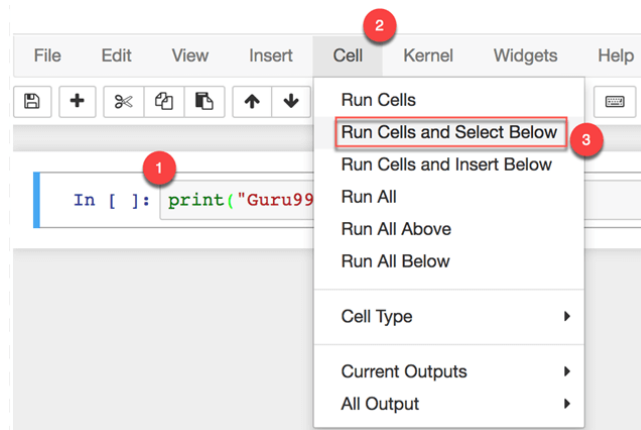 2
File Edit View Insert Cell Kernel Widgets Help
Run Cells
Run Cells and Select Below
3
Run Cells and Insert Below
1
In [ ]: print("Guru99
Run All
Run All Above
Run All Below
Cell Type
Current Outputs
All Output